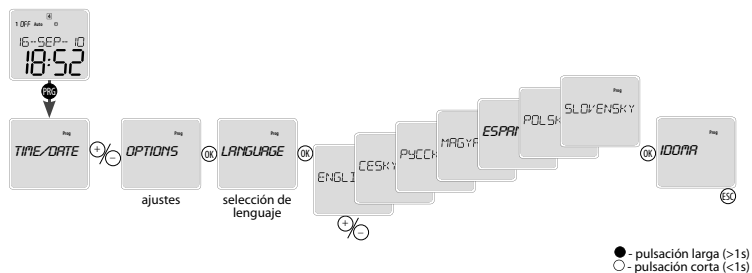 4
1 OFF Auto
16-SEP-10
18:52
PRG
Prog
TIME/DATE
+/-
Prog
OPTIONS
ajustes
OK
Prog
LANGUAGE
selección de
lenguaje
OK
ENGLI
CESKY
PYCCK
MAGYA
ESPAÑ
POLSK
Prog
SLOVENSKY
+/-
OK
Prog
IDOMA
ESC
- pulsación larga (>1s)
- pulsación corta (<1s)